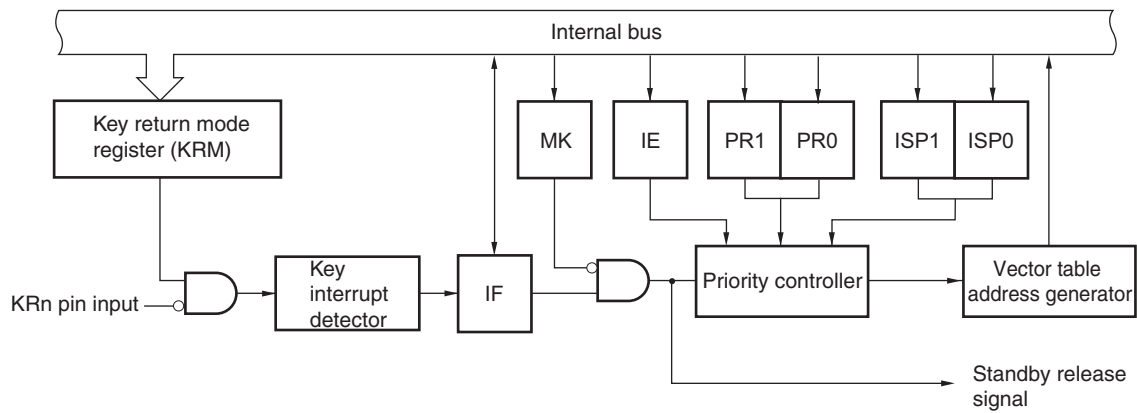 Internal bus
Key return mode
register (KRM)
MK
IE
PR1
PR0
ISP1
ISP0
KRn pin input
Key
interrupt
detector
IF
Priority controller
Vector table
address generator
Standby release
signal